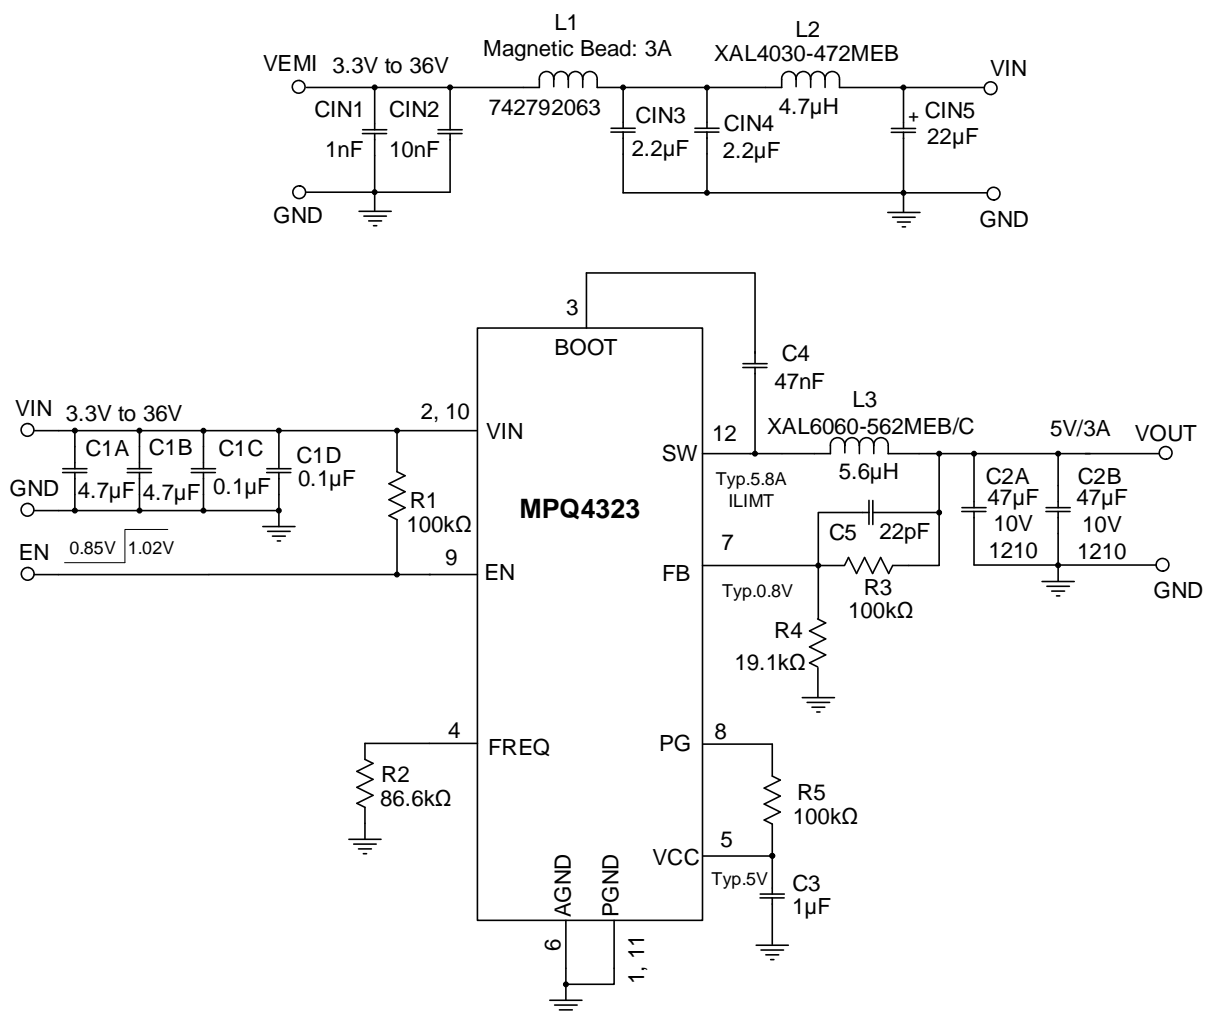 L1
Magnetic Bead: 3A
742792063
L2
XAL4030-472MEB
4.7µH
VEMI
3.3V to 36V
VIN
CIN1
1nF
CIN2
10nF
CIN3
2.2µF
CIN4
2.2µF
+
CIN5
22µF
GND
GND
3
BOOT
C4
47nF
VIN
3.3V to 36V
2, 10
VIN
C1A
4.7µF
C1B
4.7µF
C1C
0.1µF
C1D
0.1µF
GND
R1
100kΩ
EN
0.85V
1.02V
9
EN
MPQ4323
SW
12
Typ.5.8A
ILIMT
L3
XAL6060-562MEB/C
5.6µH
5V/3A
VOUT
C2A
47µF
10V
1210
C2B
47µF
10V
1210
GND
C5
22pF
7
FB
Typ.0.8V
R3
100kΩ
R4
19.1kΩ
4
FREQ
R2
86.6kΩ
PG
8
R5
100kΩ
5
VCC
Typ.5V
C3
1µF
AGND
PGND
6
1, 11